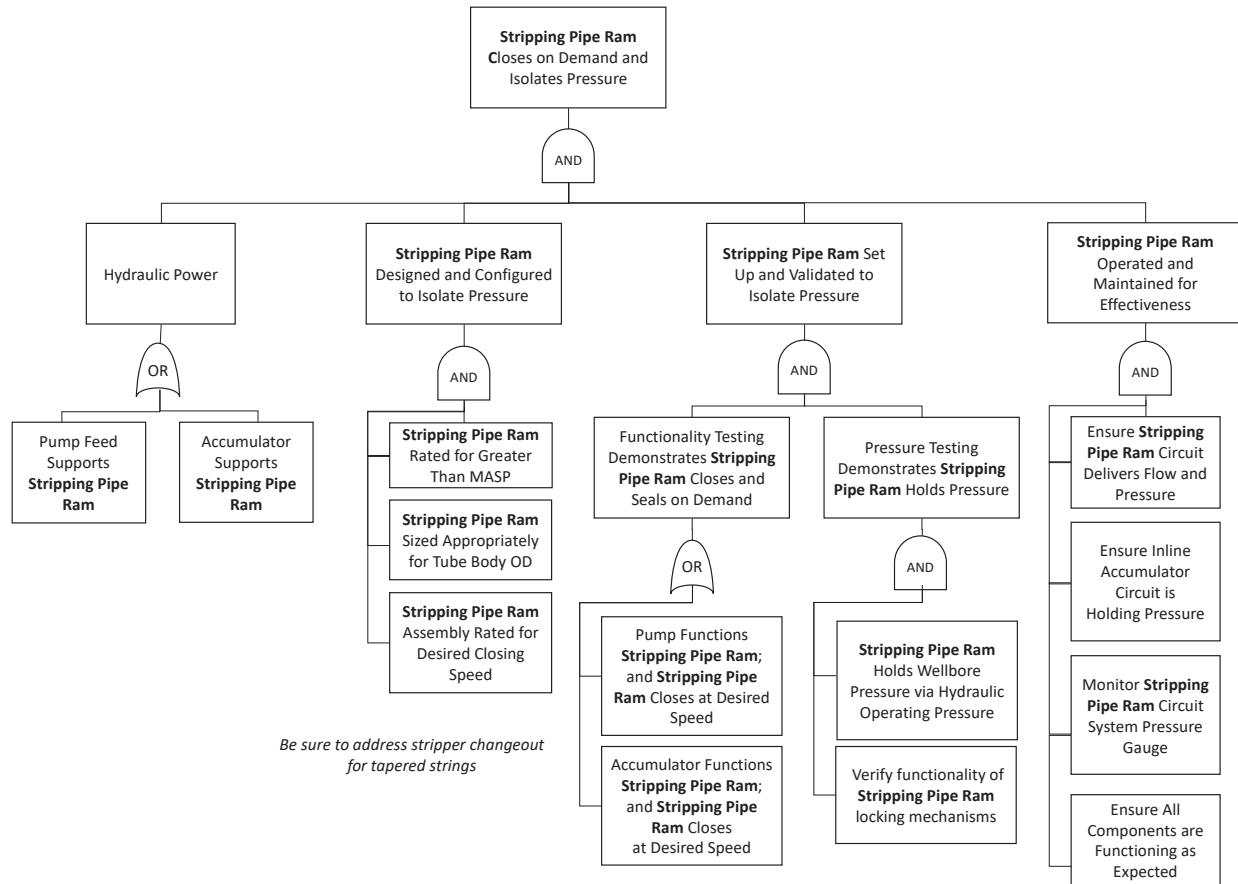 Stripping Pipe Ram
Closes on Demand and
Isolates Pressure
AND
Hydraulic Power
Stripping Pipe Ram
Designed and Configured
to Isolate Pressure
Stripping Pipe Ram Set
Up and Validated to
Isolate Pressure
Stripping Pipe Ram
Operated and
Maintained for
Effectiveness
OR
AND
AND
AND
Pump Feed
Supports
Stripping Pipe
Ram
Accumulator
Supports
Stripping Pipe
Ram
Stripping Pipe Ram
Rated for Greater
Than MASP
Stripping Pipe Ram
Sized Appropriately
for Tube Body OD
Stripping Pipe Ram
Assembly Rated for
Desired Closing
Speed
Functionality Testing
Demonstrates Stripping
Pipe Ram Closes and
Seals on Demand
Pressure Testing
Demonstrates Stripping
Pipe Ram Holds Pressure
OR
AND
Pump Functions
Stripping Pipe Ram;
and Stripping Pipe
Ram Closes at Desired
Speed
Accumulator Functions
Stripping Pipe Ram;
and Stripping Pipe
Ram Closes
at Desired Speed
Stripping Pipe Ram
Holds Wellbore
Pressure via Hydraulic
Operating Pressure
Verify functionality of
Stripping Pipe Ram
locking mechanisms
Ensure Stripping
Pipe Ram Circuit
Delivers Flow and
Pressure
Ensure Inline
Accumulator
Circuit is
Holding Pressure
Monitor Stripping
Pipe Ram Circuit
System Pressure
Gauge
Ensure All
Components are
Functioning as
Expected
Be sure to address stripper changeout
for tapered strings